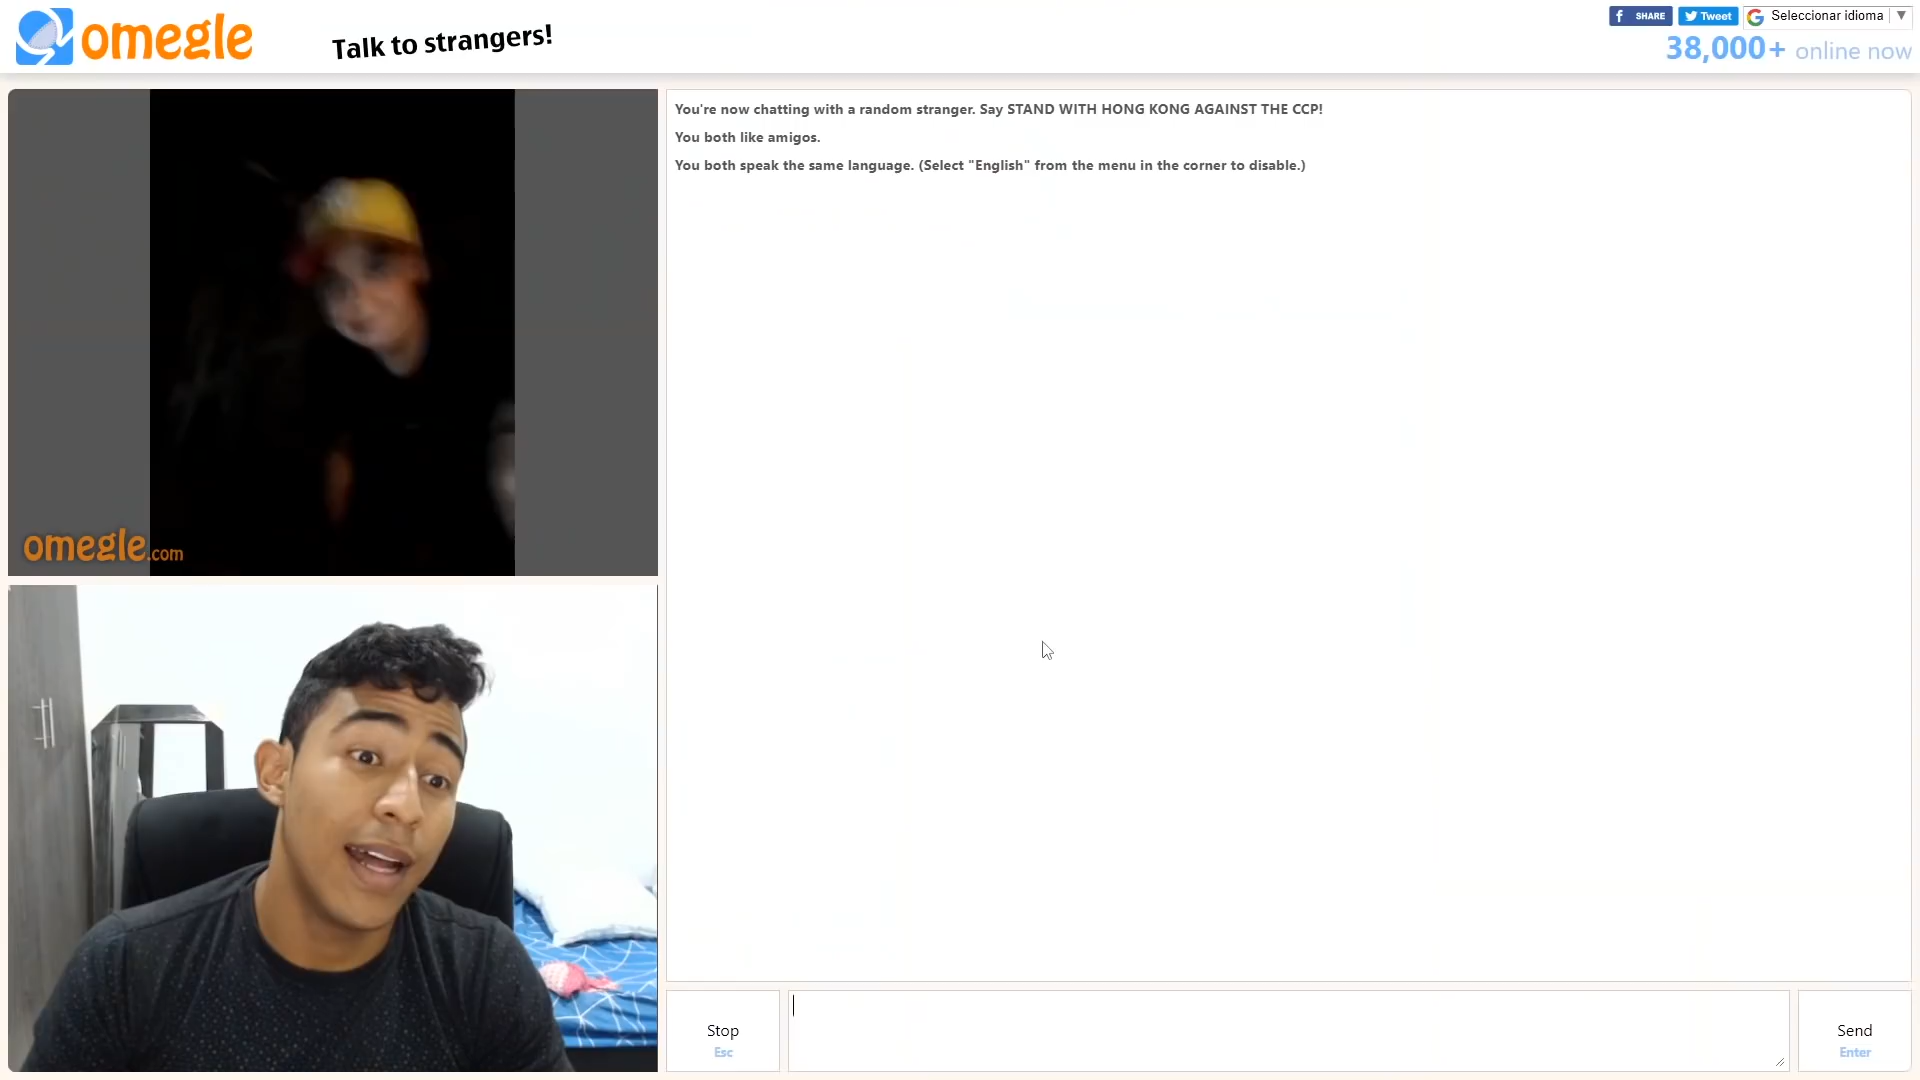 omegle
Talk to strangers!
SHARE
Tweet
Seleccionar idioma
38,000+ online now
You're now chatting with a random stranger. Say STAND WITH HONG KONG AGAINST THE CCP!
You both like amigos.
You both speak the same language. (Select "English" from the menu in the corner to disable.)
omegle.com
Stop
Esc
Send
Enter